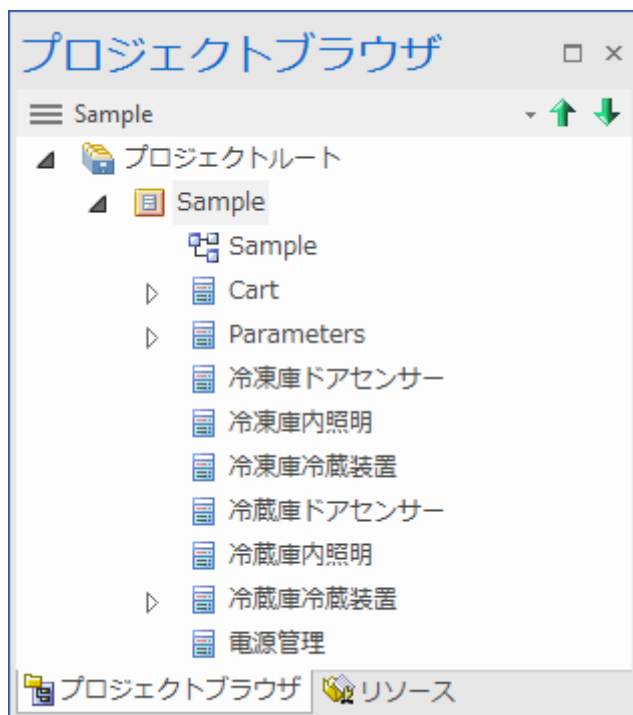 プロジェクトブラウザ
Sample
プロジェクトルート
Sample
Sample
Cart
Parameters
冷凍庫ドアセンサー
冷凍庫内照明
冷凍庫冷蔵装置
冷蔵庫ドアセンサー
冷蔵庫内照明
冷蔵庫冷蔵装置
電源管理
プロジェクトブラウザ リソース